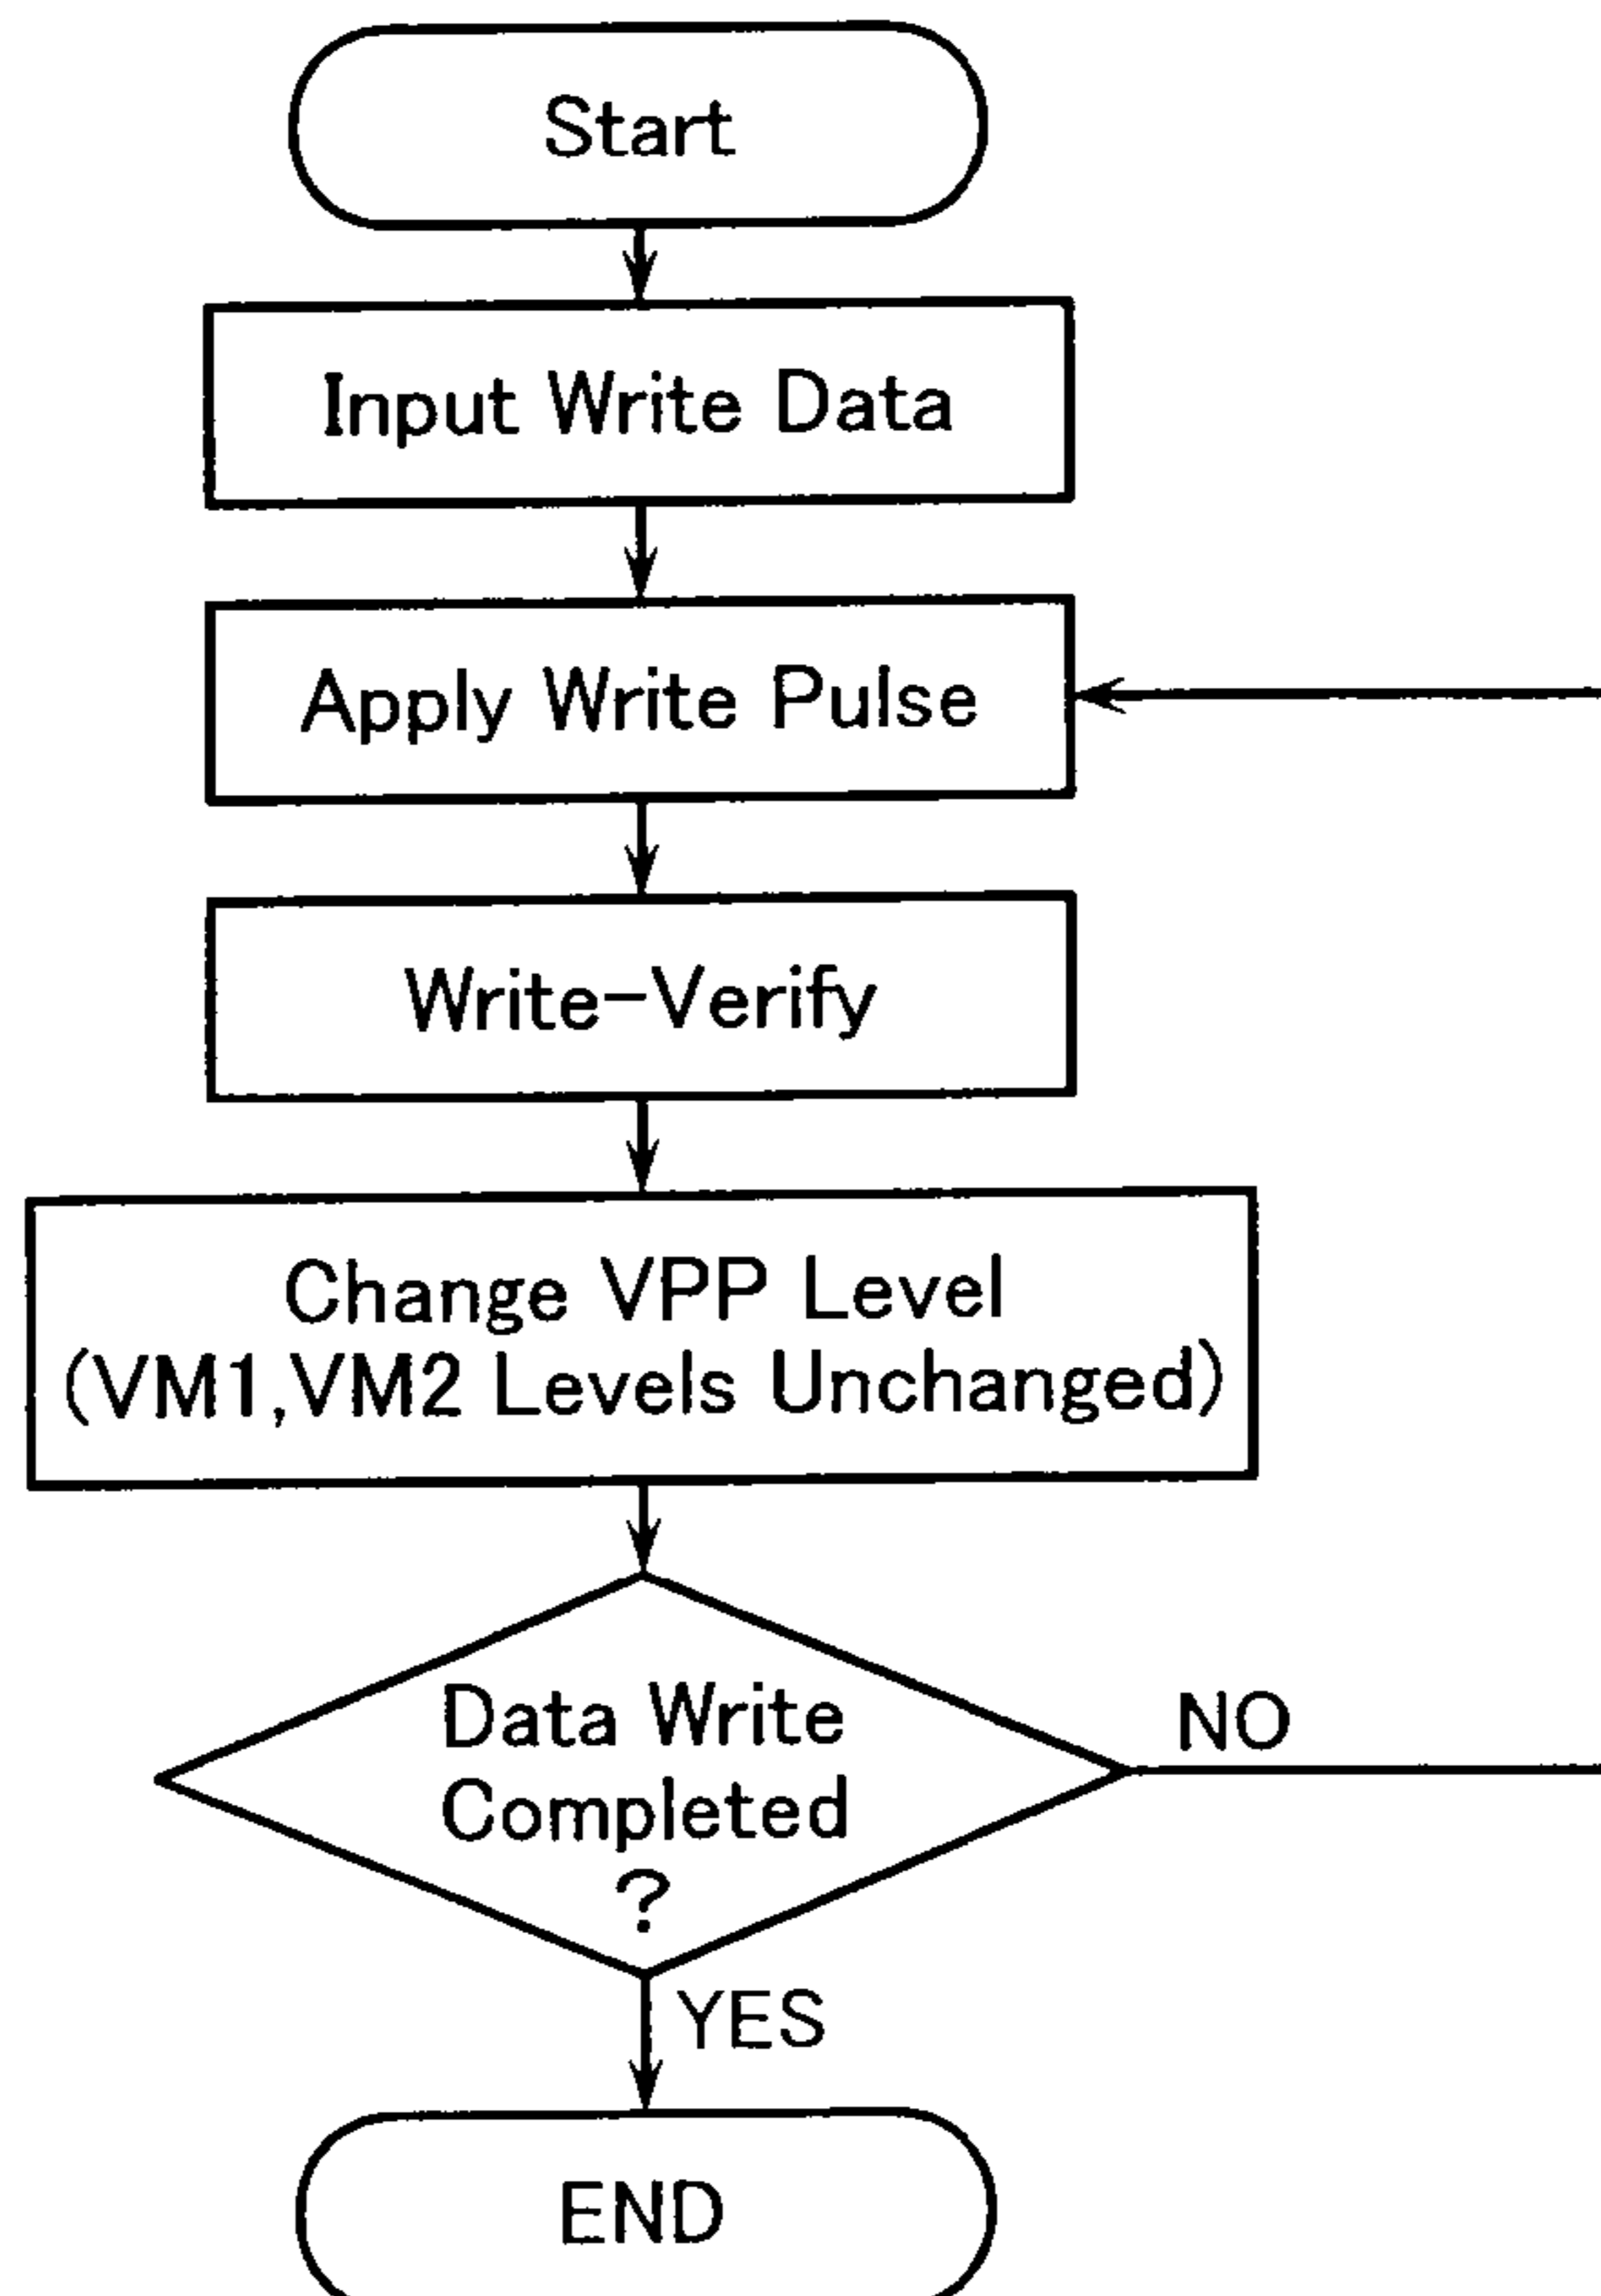 Start
Input Write Data
Apply Write Pulse
Write-Verify
Change VPP Level
(VM1,VM2 Levels Unchanged)
Data Write
Completed
?
NO
YES
END